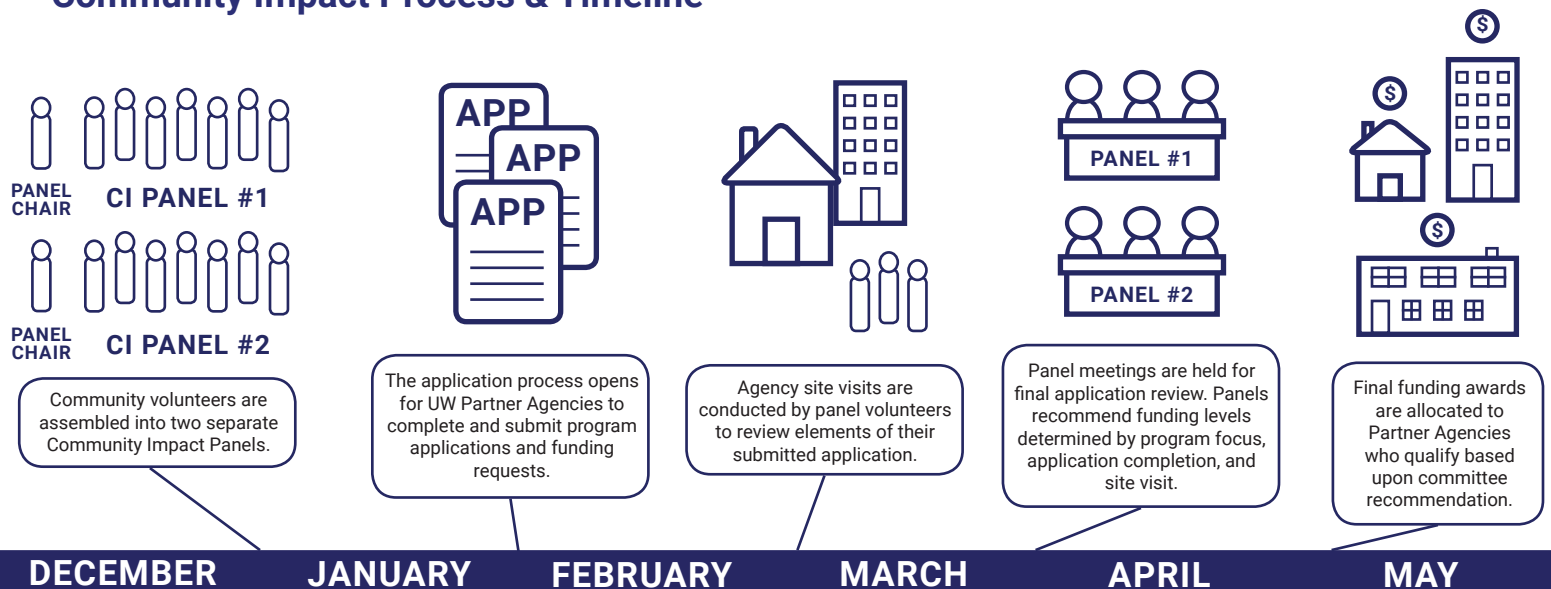 Community Impact Process & Timeline
PANEL
CHAIR
CI PANEL #1
PANEL
CHAIR
CI PANEL #2
Community volunteers are
assembled into two separate
Community Impact Panels.
APP
APP
APP
The application process opens
for UW Partner Agencies to
complete and submit program
applications and funding
requests.
Agency site visits are
conducted by panel volunteers
to review elements of their
submitted application.
PANEL #1
PANEL #2
Panel meetings are held for
final application review. Panels
recommend funding levels
determined by program focus,
application completion, and
site visit.
$
$
$
Final funding awards
are allocated to
Partner Agencies
who qualify based
upon committee
recommendation.
DECEMBER
JANUARY
FEBRUARY
MARCH
APRIL
MAY